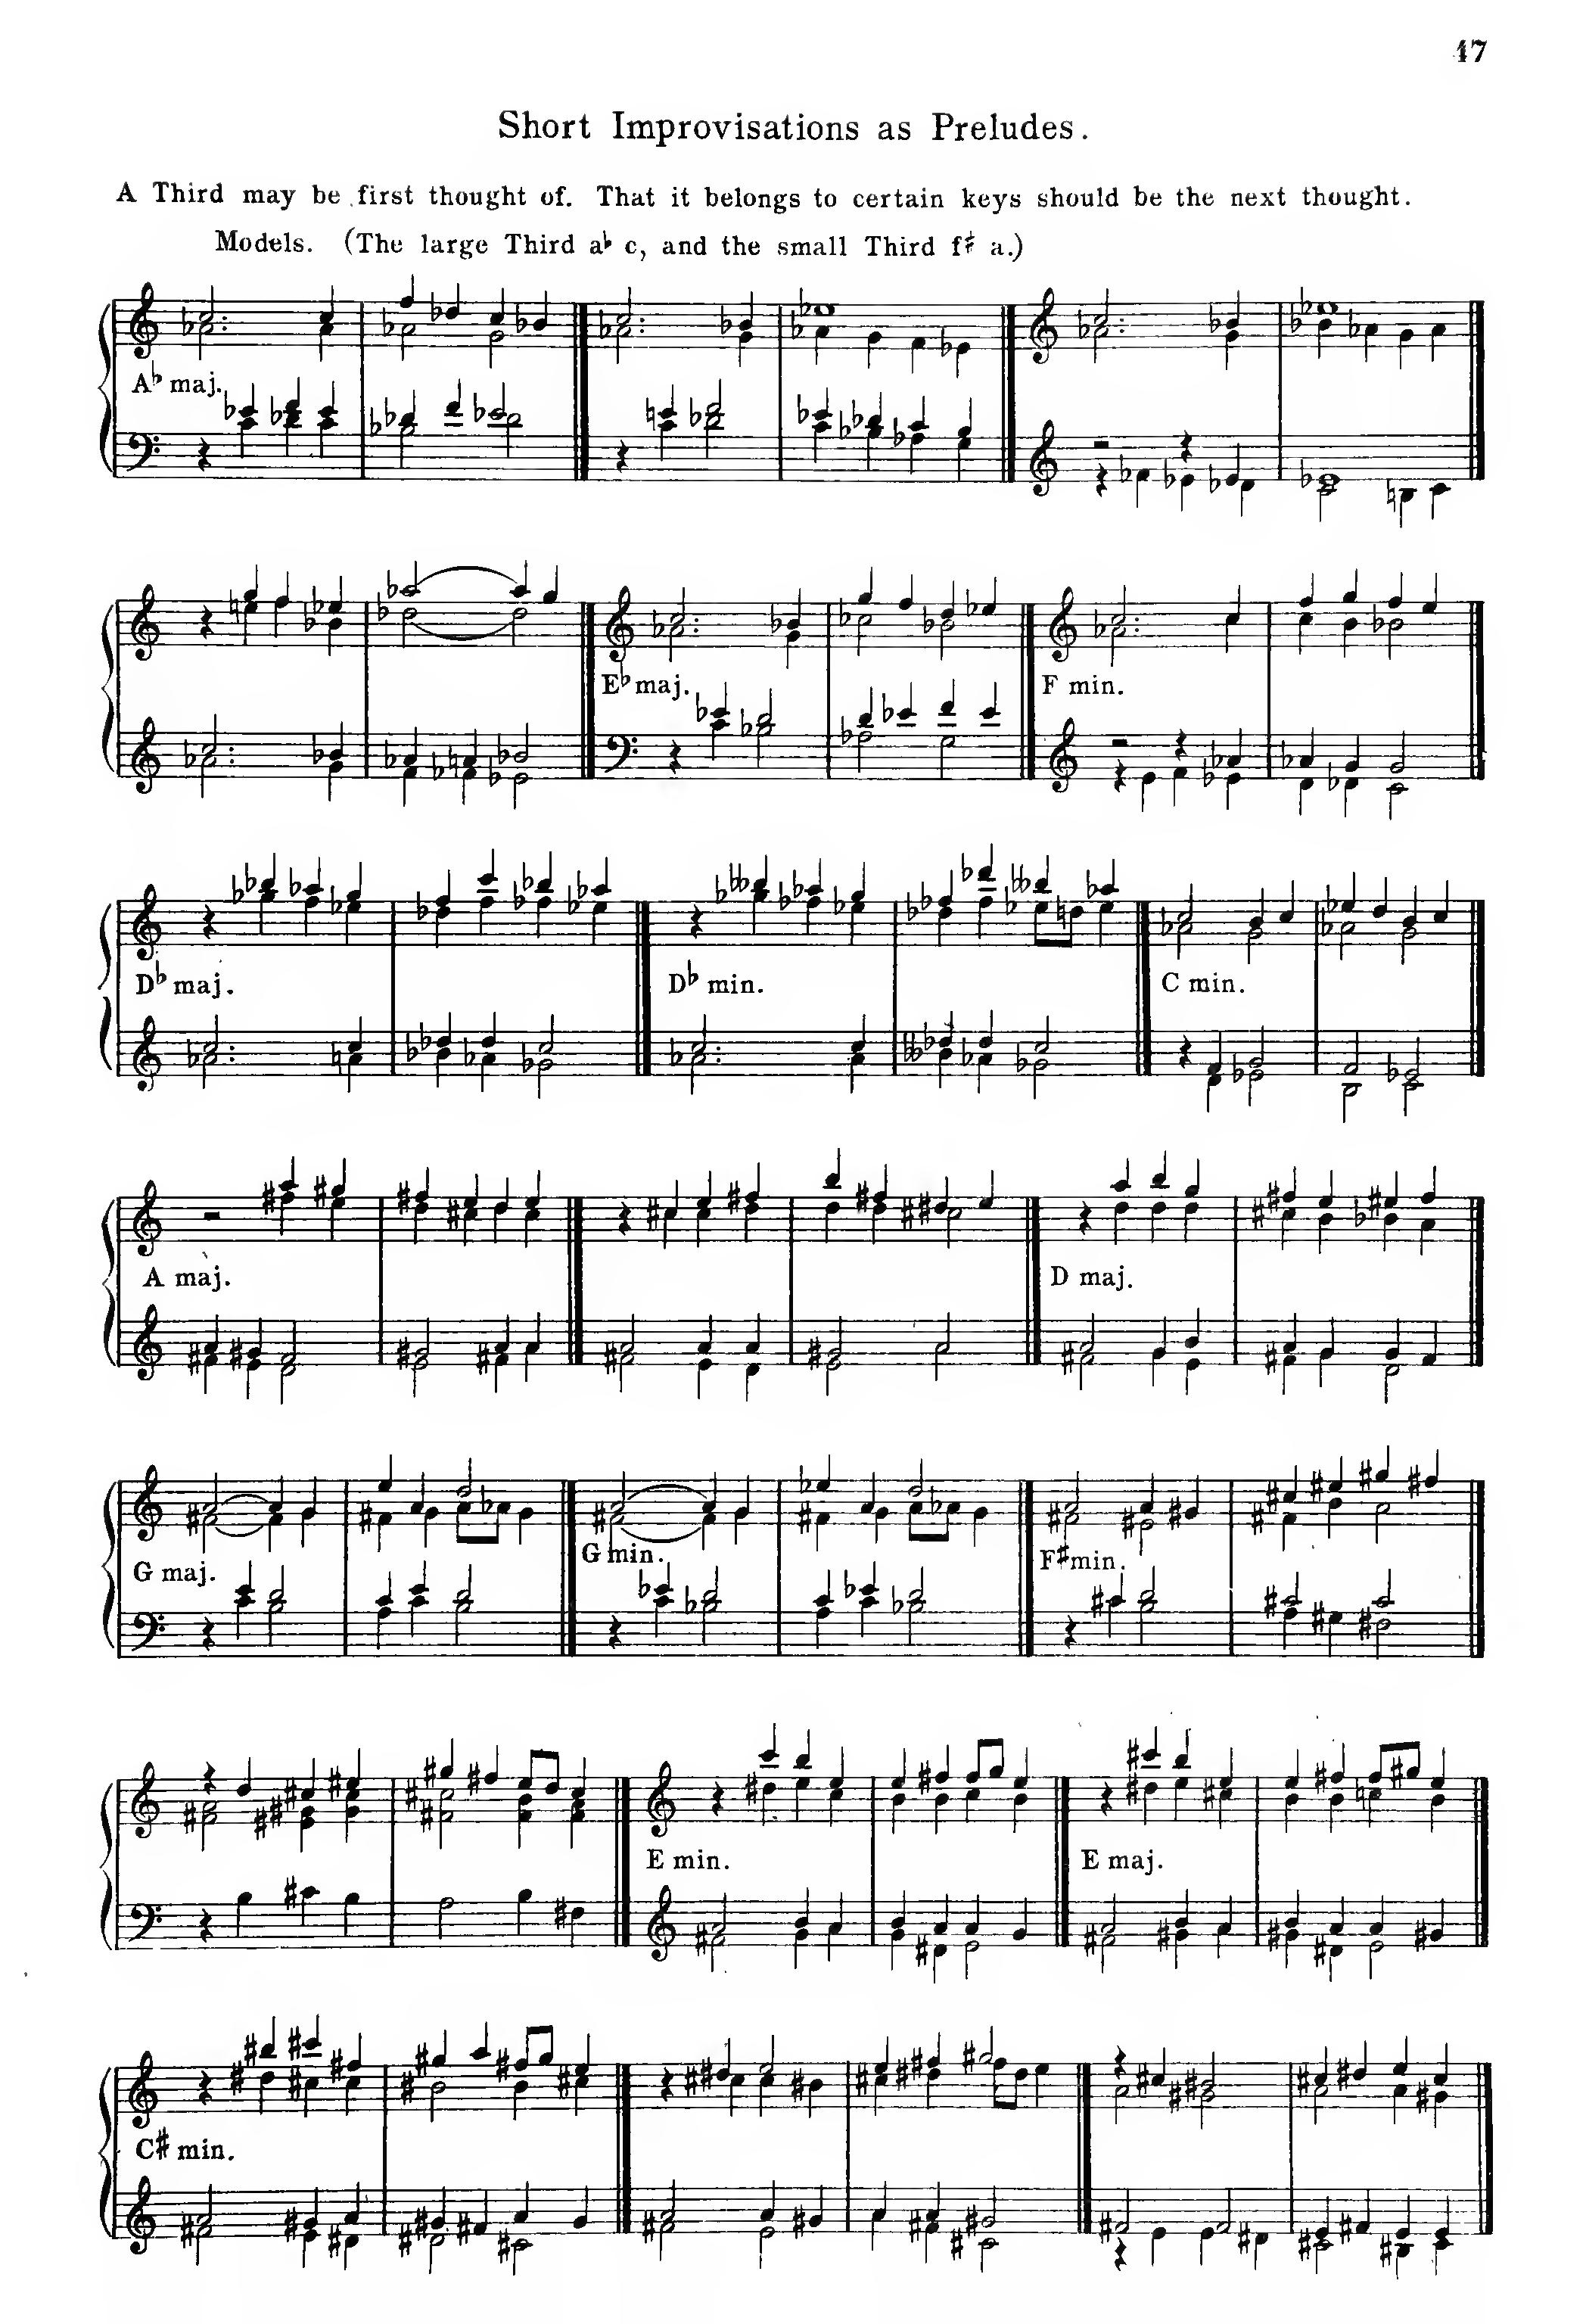 47
Short Improvisations as Preludes.
A Third may be first thought of. That it belongs to certain keys should be the next thought.
Models. (The large Third a♭ c, and the small Third f♯ a.)
A♭ maj.
E♭ maj.
F min.
D♭ maj.
D♭ min.
C min.
A maj.
D maj.
G maj.
G min.
F♯ min.
E min.
E maj.
C♯ min.